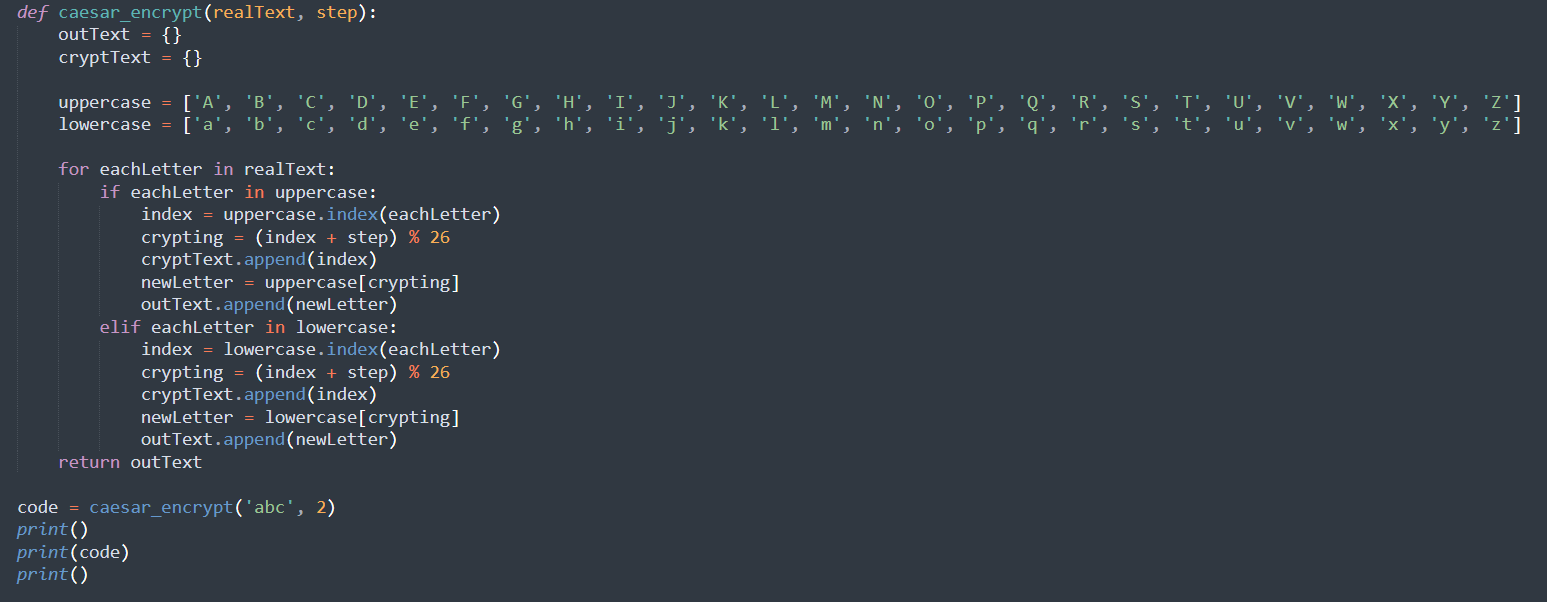 def caesar_encrypt(realText, step):
    outText = {}
    cryptText = {}

    uppercase = ['A', 'B', 'C', 'D', 'E', 'F', 'G', 'H', 'I', 'J', 'K', 'L', 'M', 'N', 'O', 'P', 'Q', 'R', 'S', 'T', 'U', 'V', 'W', 'X', 'Y', 'Z']
    lowercase = ['a', 'b', 'c', 'd', 'e', 'f', 'g', 'h', 'i', 'j', 'k', 'l', 'm', 'n', 'o', 'p', 'q', 'r', 's', 't', 'u', 'v', 'w', 'x', 'y', 'z']

    for eachLetter in realText:
        if eachLetter in uppercase:
            index = uppercase.index(eachLetter)
            crypting = (index + step) % 26
            cryptText.append(index)
            newLetter = uppercase[crypting]
            outText.append(newLetter)
        elif eachLetter in lowercase:
            index = lowercase.index(eachLetter)
            crypting = (index + step) % 26
            cryptText.append(index)
            newLetter = lowercase[crypting]
            outText.append(newLetter)
    return outText

code = caesar_encrypt('abc', 2)
print()
print(code)
print()